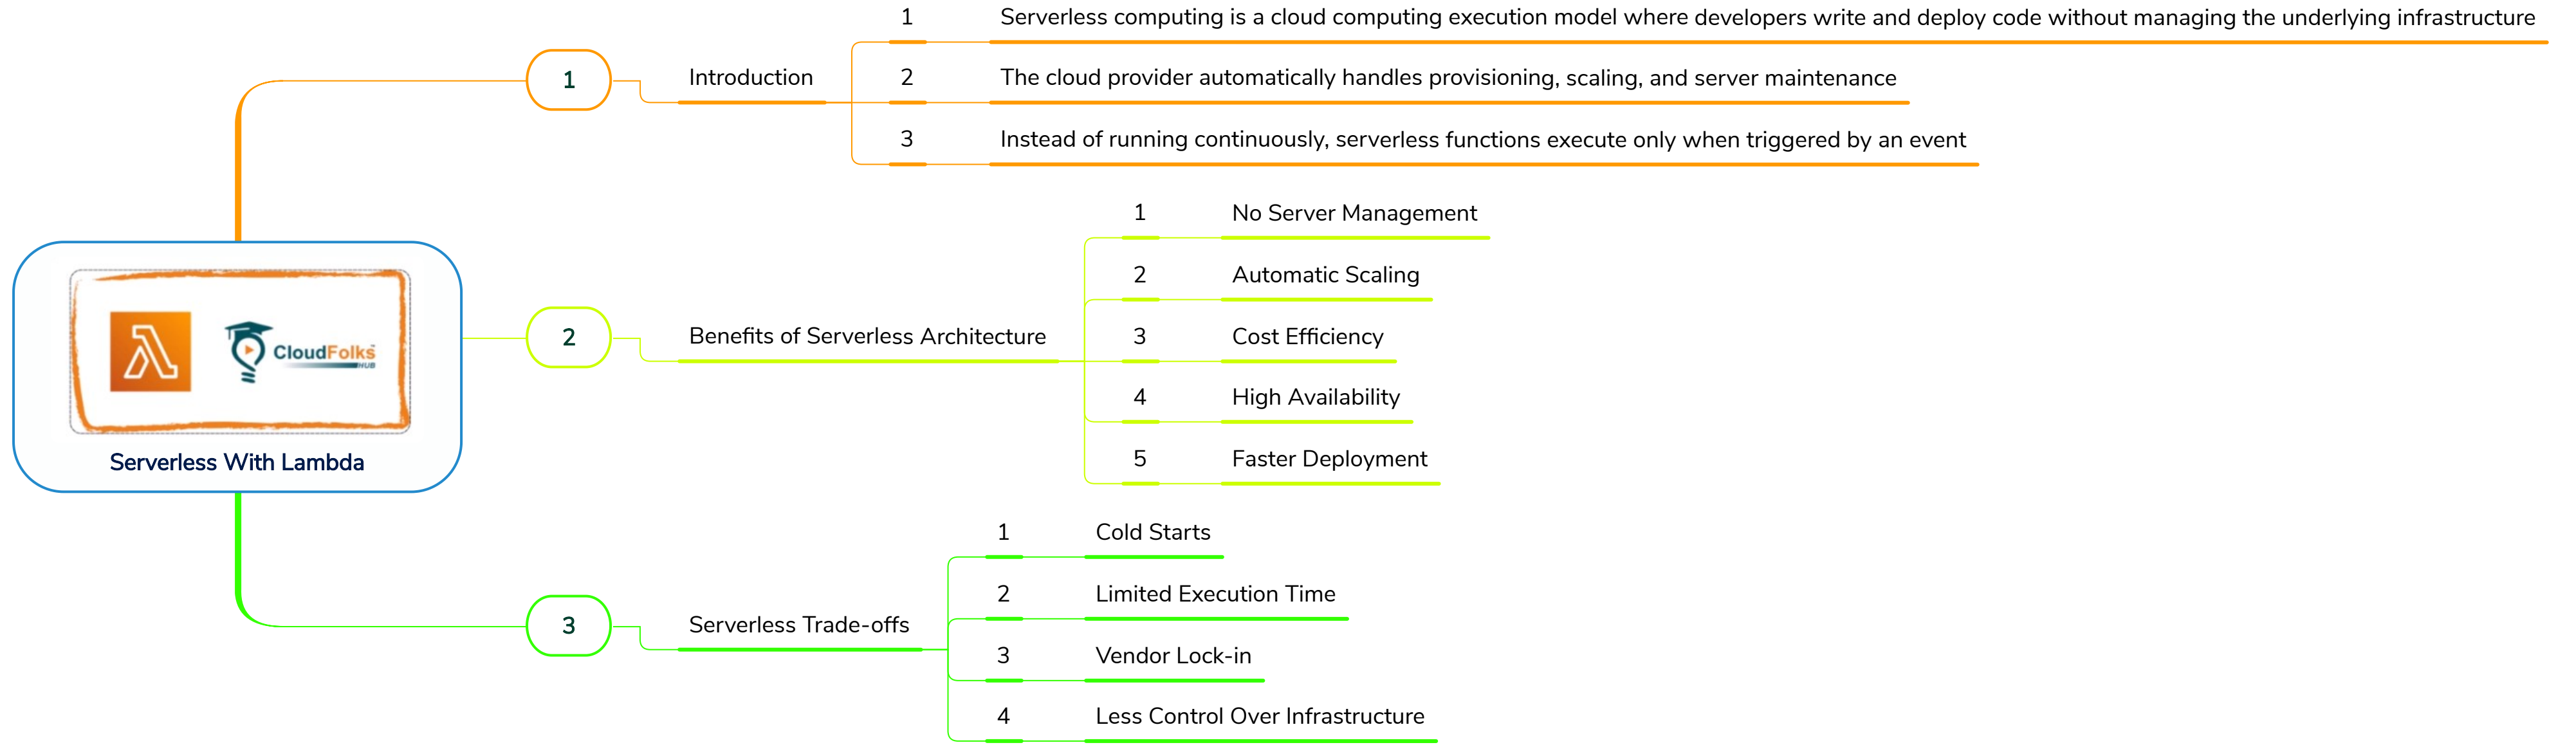 1 Serverless computing is a cloud computing execution model where developers write and deploy code without managing the underlying infrastructure
1 Introduction
2 The cloud provider automatically handles provisioning, scaling, and server maintenance
3 Instead of running continuously, serverless functions execute only when triggered by an event
CloudFolks™
HUB
Serverless With Lambda
2 Benefits of Serverless Architecture
1 No Server Management
2 Automatic Scaling
3 Cost Efficiency
4 High Availability
5 Faster Deployment
3 Serverless Trade-offs
1 Cold Starts
2 Limited Execution Time
3 Vendor Lock-in
4 Less Control Over Infrastructure